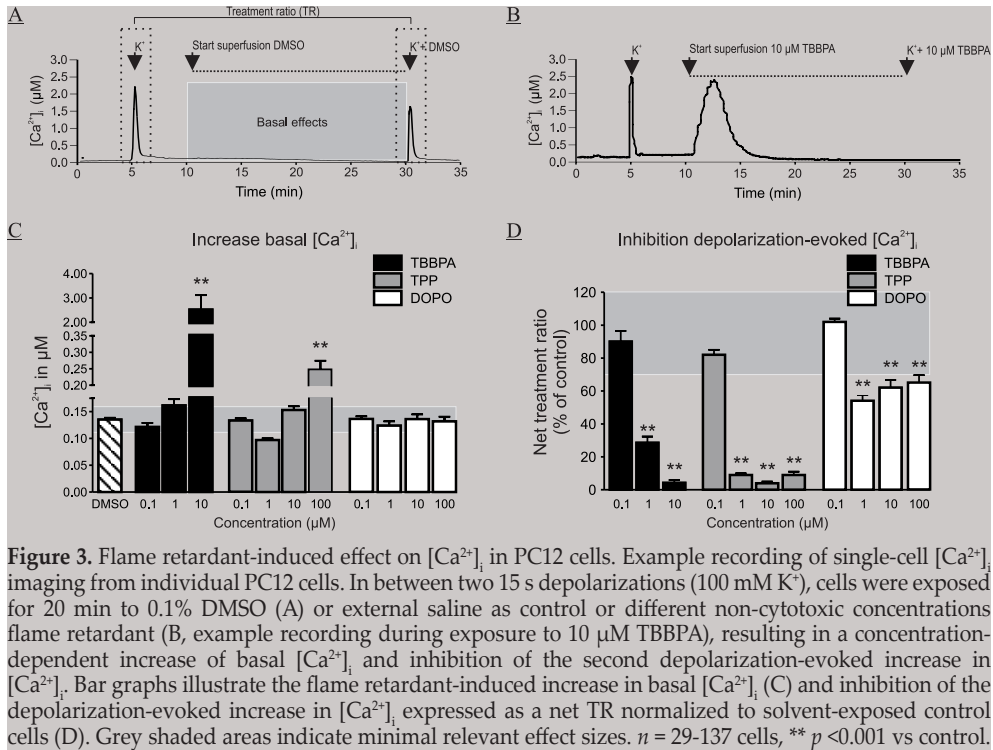 A
Treatment ratio (TR)
K⁺
Start superfusion DMSO
K⁺+ DMSO
[Ca²⁺]ᵢ (µM)
3.0
2.5
2.0
1.5
1.0
0.5
0.0
Basal effects
0 5 10 15 20 25 30 35
Time (min)
B
K⁺
Start superfusion 10 µM TBBPA
K⁺+ 10 µM TBBPA
[Ca²⁺]ᵢ (µM)
3.0
2.5
2.0
1.5
1.0
0.5
0.0
0 5 10 15 20 25 30 35
Time (min)
C
Increase basal [Ca²⁺]ᵢ
TBBPA
TPP
DOPO
[Ca²⁺]ᵢ in µM
4.00
3.00
2.00
0.35
0.25
0.20
0.15
0.10
0.05
0.00
**
**
DMSO 0.1 1 10 0.1 1 10 100 0.1 1 10 100
Concentration (µM)
D
Inhibition depolarization-evoked [Ca²⁺]ᵢ
TBBPA
TPP
DOPO
Net treatment ratio
(% of control)
120
100
80
60
40
20
0
** ** ** ** ** ** ** **
0.1 1 10 0.1 1 10 100 0.1 1 10 100
Concentration (µM)
Figure 3. Flame retardant-induced effect on [Ca²⁺]ᵢ in PC12 cells. Example recording of single-cell [Ca²⁺]ᵢ
imaging from individual PC12 cells. In between two 15 s depolarizations (100 mM K⁺), cells were exposed
for 20 min to 0.1% DMSO (A) or external saline as control or different non-cytotoxic concentrations
flame retardant (B, example recording during exposure to 10 µM TBBPA), resulting in a concentration-
dependent increase of basal [Ca²⁺]ᵢ and inhibition of the second depolarization-evoked increase in
[Ca²⁺]ᵢ. Bar graphs illustrate the flame retardant-induced increase in basal [Ca²⁺]ᵢ (C) and inhibition of the
depolarization-evoked increase in [Ca²⁺]ᵢ expressed as a net TR normalized to solvent-exposed control
cells (D). Grey shaded areas indicate minimal relevant effect sizes. n = 29-137 cells, ** p <0.001 vs control.